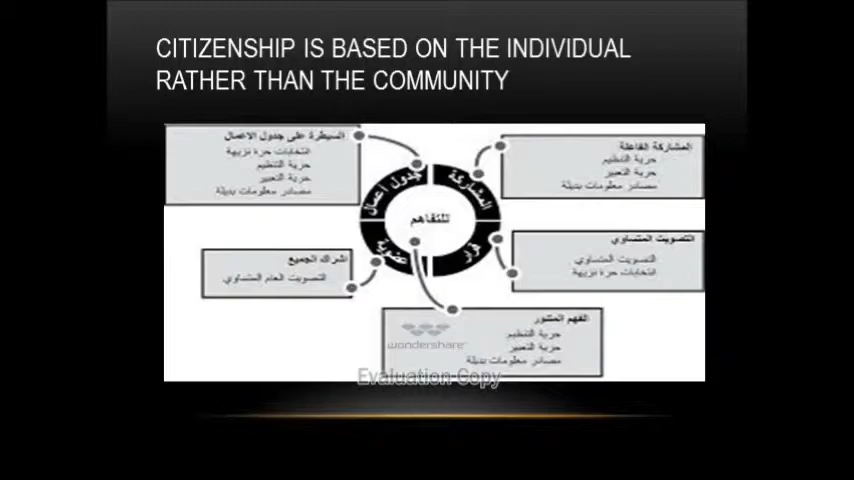 CITIZENSHIP IS BASED ON THE INDIVIDUAL
RATHER THAN THE COMMUNITY
السيطرة على جدول الاعمال
انتخابات حرة نزيهة
حرية التنظيم
حرية التعبير
مصادر معلومات بديلة
المشاركة الفاعلة
حرية التنظيم
حرية التعبير
مصادر معلومات بديلة
جدول أعمال
المشاركة
للتفاهم
عضوية
قرار
التصويت المتساوي
التصويت المتساوي
انتخابات حرة نزيهة
اشراك الجميع
التصويت العام المتساوي
الفهم المتنور
حرية التنظيم
حرية التعبير
مصادر معلومات بديلة
wondershare
Evaluation Copy